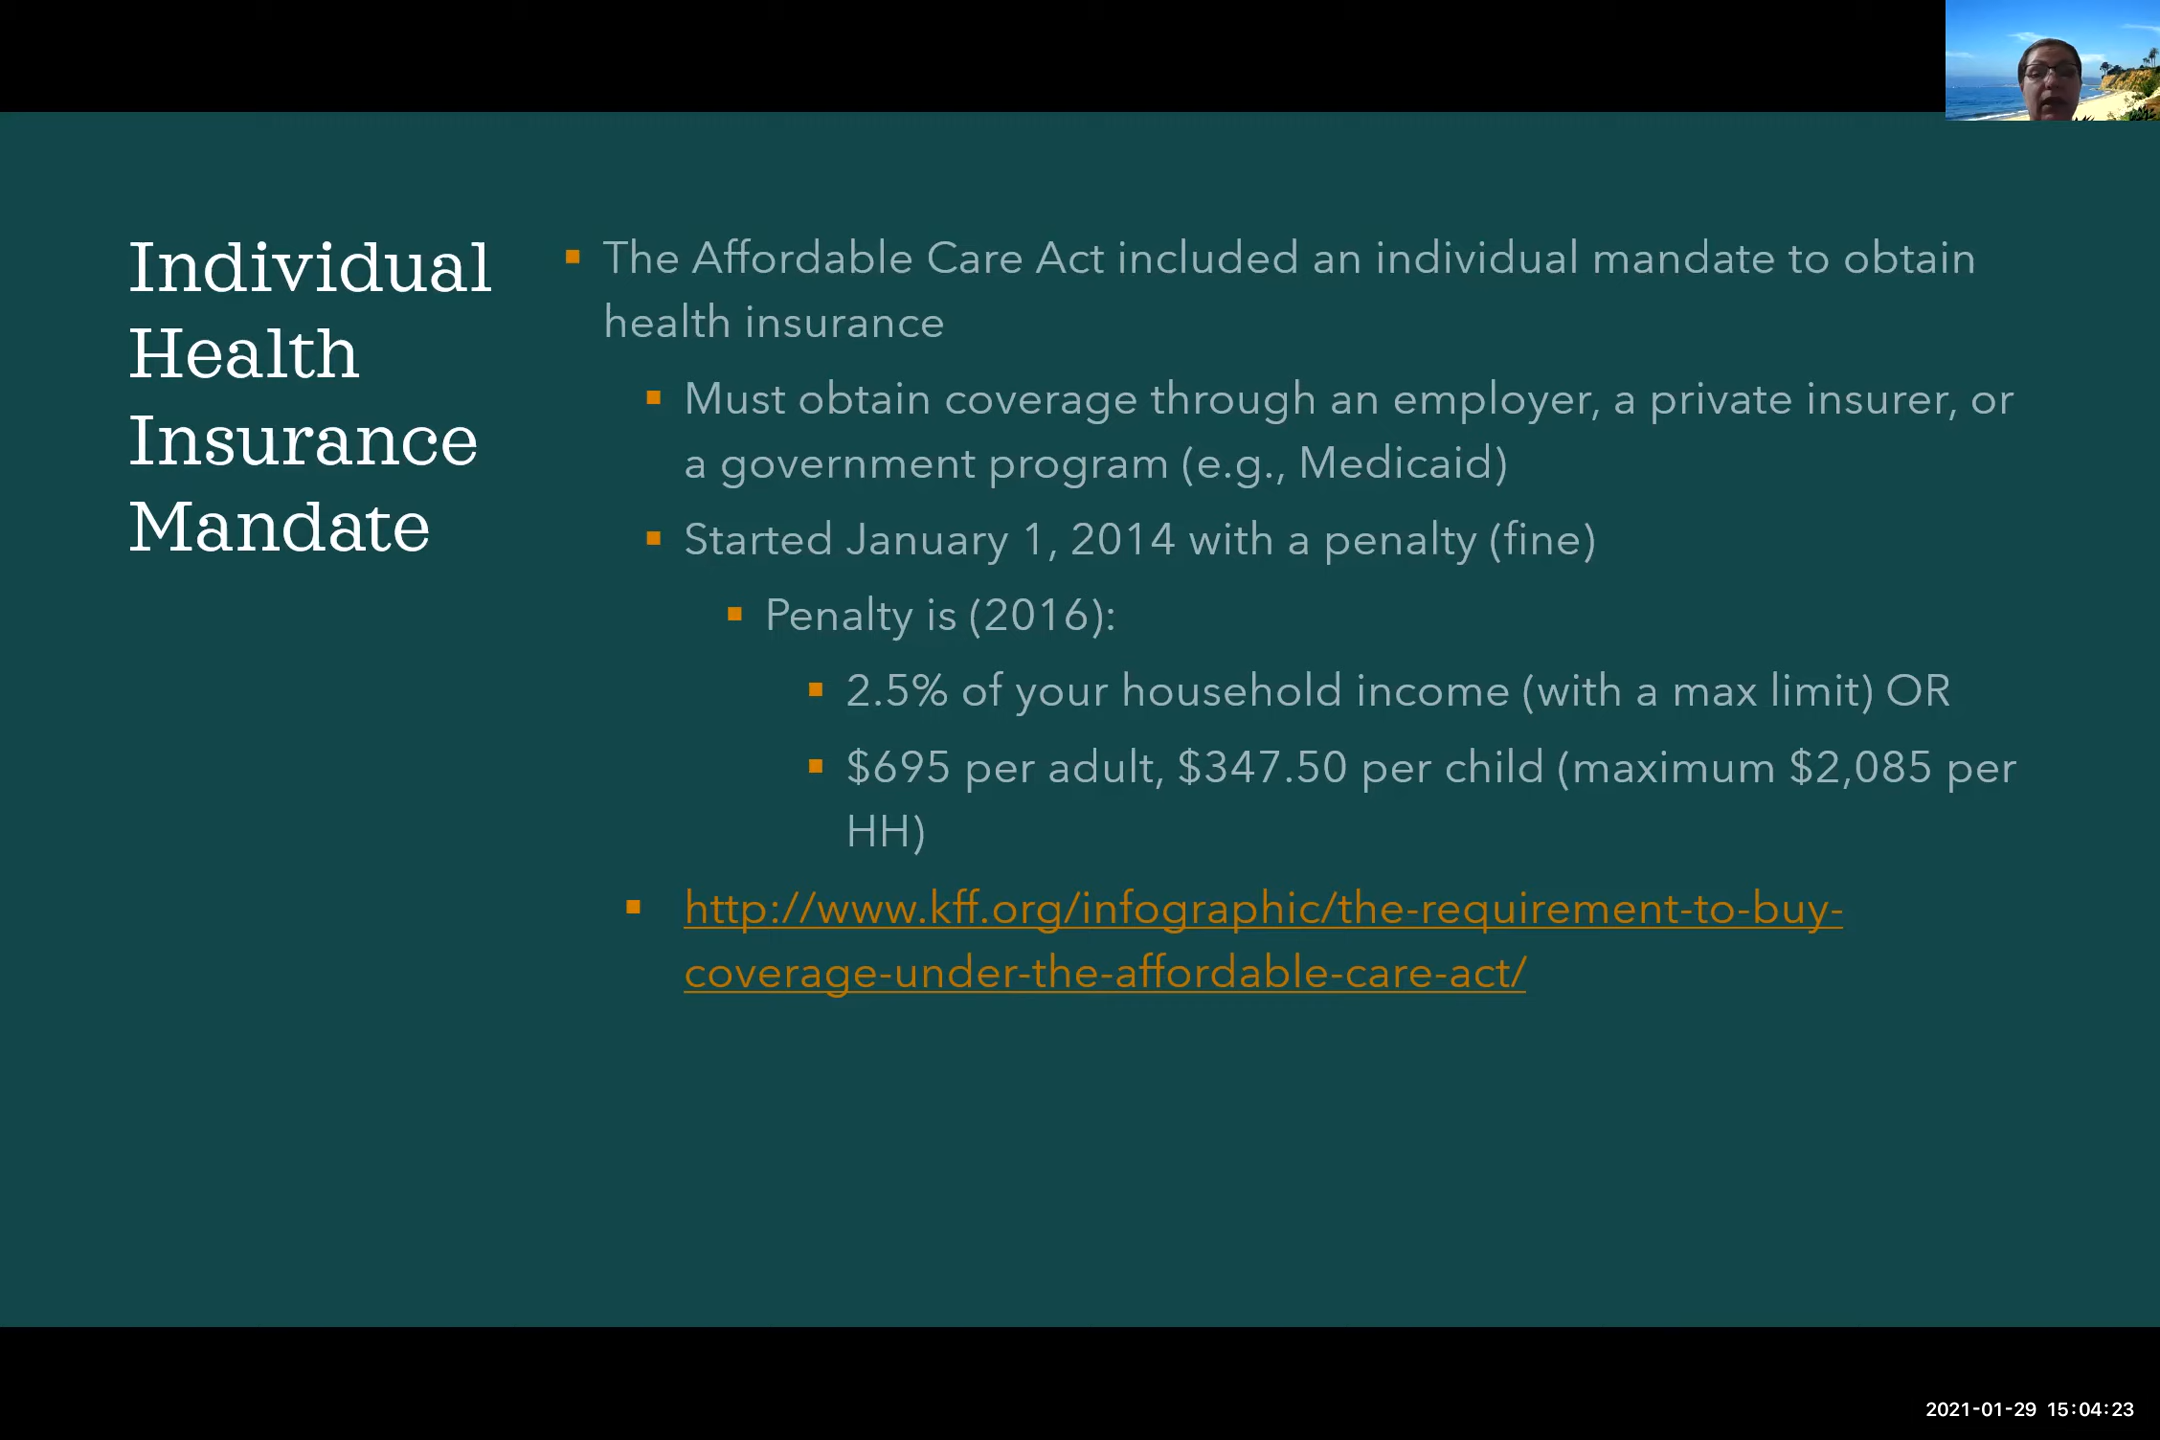 Individual
Health
Insurance
Mandate
The Affordable Care Act included an individual mandate to obtain
health insurance
Must obtain coverage through an employer, a private insurer, or
a government program (e.g., Medicaid)
Started January 1, 2014 with a penalty (fine)
Penalty is (2016):
2.5% of your household income (with a max limit) OR
$695 per adult, $347.50 per child (maximum $2,085 per
HH)
http://www.kff.org/infographic/the-requirement-to-buy-
coverage-under-the-affordable-care-act/
2021-01-29 15:04:23